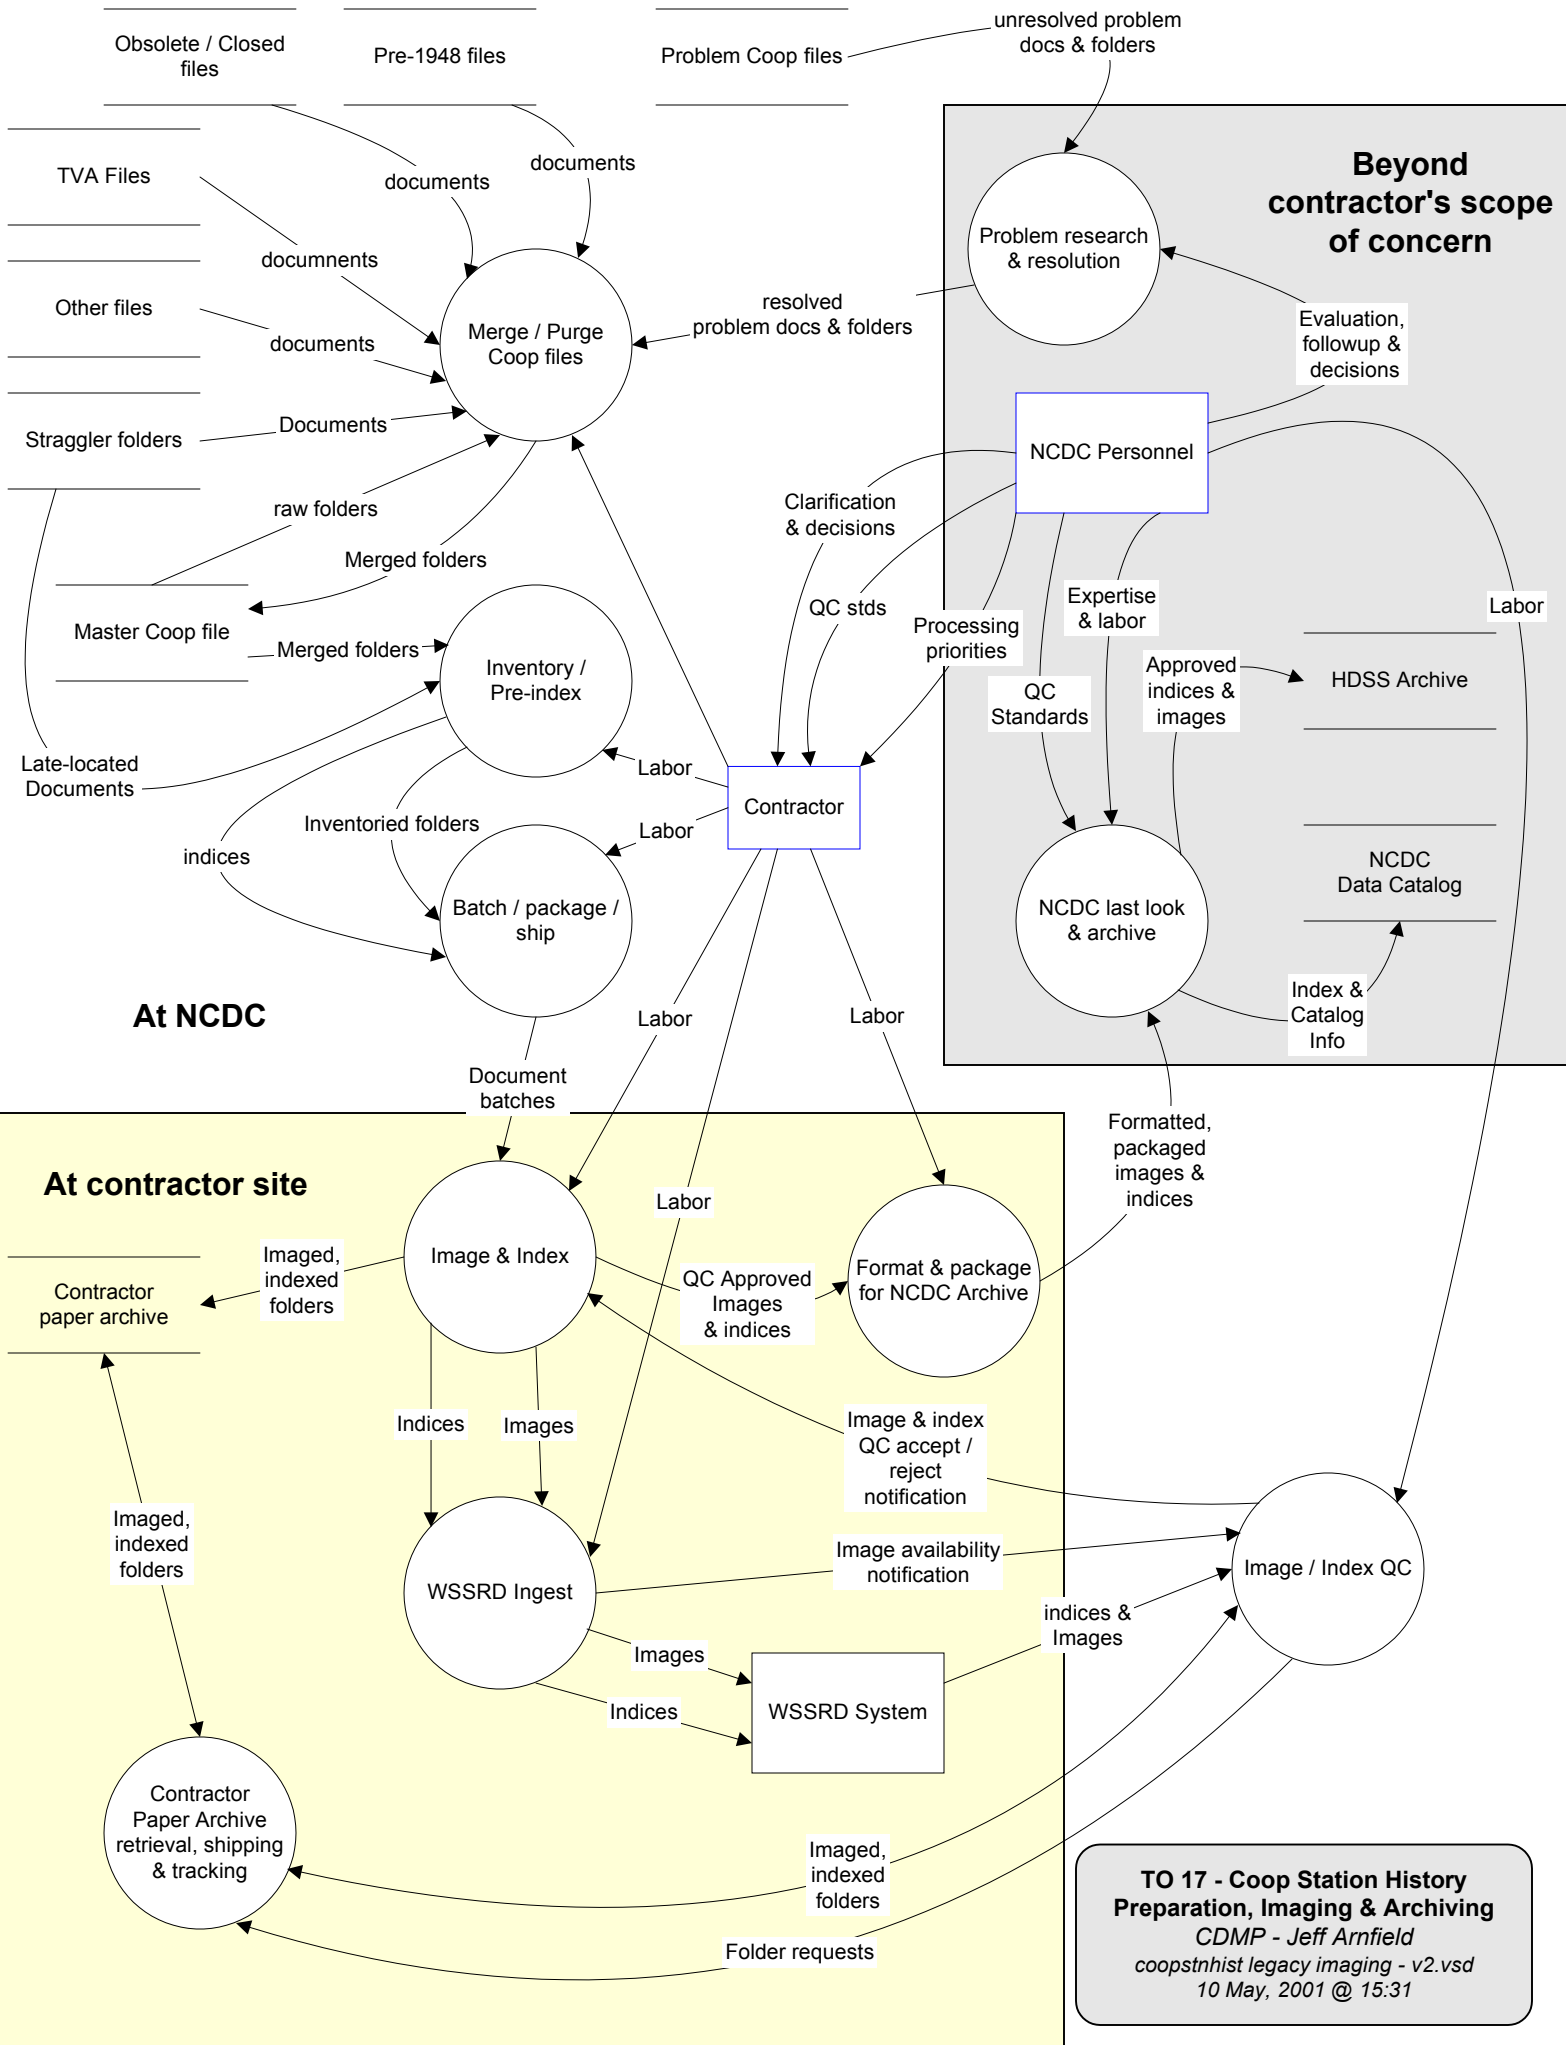 Obsolete / Closed
files
Pre-1948 files
Problem Coop files
unresolved problem
docs & folders
TVA Files
documents
documents
Beyond
contractor's scope
of concern
Problem research
& resolution
documnents
Other files
documents
Merge / Purge
Coop files
resolved
problem docs & folders
Evaluation,
followup &
decisions
Straggler folders
Documents
NCDC Personnel
raw folders
Clarification
& decisions
Merged folders
Master Coop file
Merged folders
Inventory /
Pre-index
QC stds
Processing
priorities
Expertise
& labor
Labor
QC
Standards
Approved
indices &
images
HDSS Archive
Late-located
Documents
Labor
Contractor
Inventoried folders
Labor
indices
Batch / package /
ship
NCDC last look
& archive
NCDC
Data Catalog
At NCDC
Labor
Labor
Index &
Catalog
Info
Document
batches
Formatted,
packaged
images &
indices
At contractor site
Labor
Image & Index
Imaged,
indexed
folders
Contractor
paper archive
QC Approved
Images
& indices
Format & package
for NCDC Archive
Indices
Images
Image & index
QC accept /
reject
notification
Imaged,
indexed
folders
WSSRD Ingest
Image availability
notification
Image / Index QC
indices &
Images
Images
Indices
WSSRD System
Contractor
Paper Archive
retrieval, shipping
& tracking
Imaged,
indexed
folders
Folder requests
TO 17 - Coop Station History
Preparation, Imaging & Archiving
CDMP - Jeff Arnfield
coopstnhist legacy imaging - v2.vsd
10 May, 2001 @ 15:31